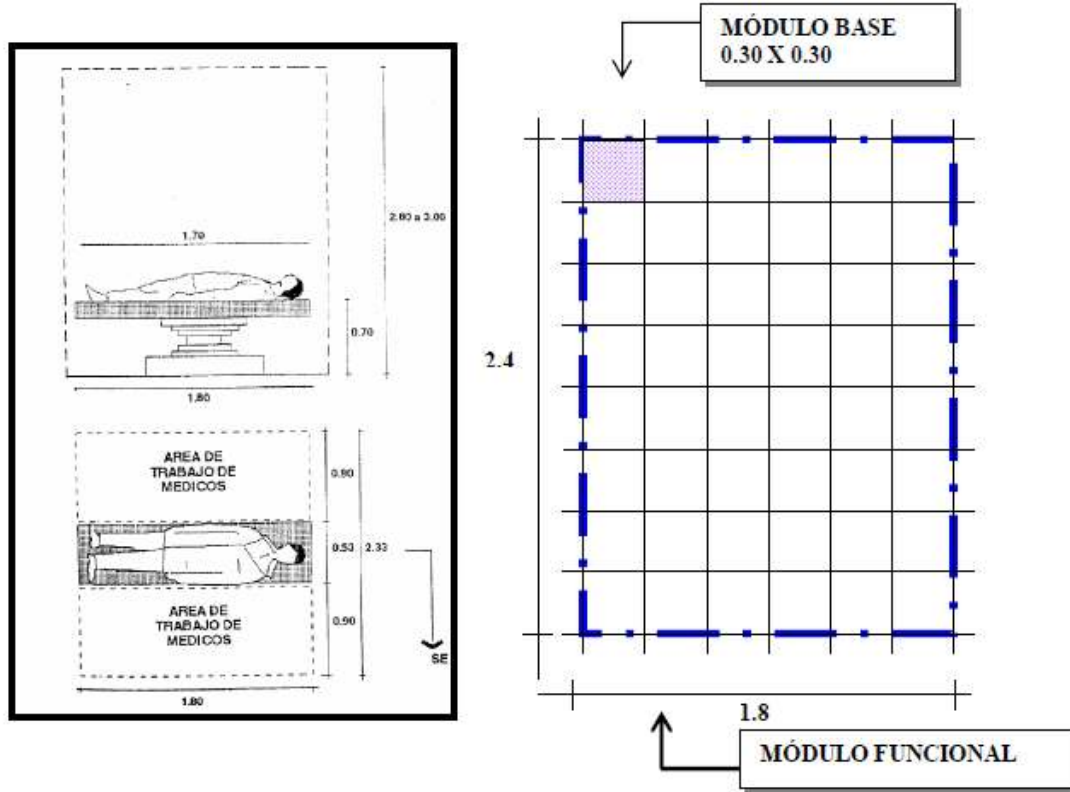 MÓDULO BASE
0.30 X 0.30
2.80 a 3.00
1.70
0.70
1.80
AREA DE
TRABAJO DE
MEDICOS
0.90
0.53
2.33
AREA DE
TRABAJO DE
MEDICOS
0.90
SE
1.80
2.4
1.8
MÓDULO FUNCIONAL